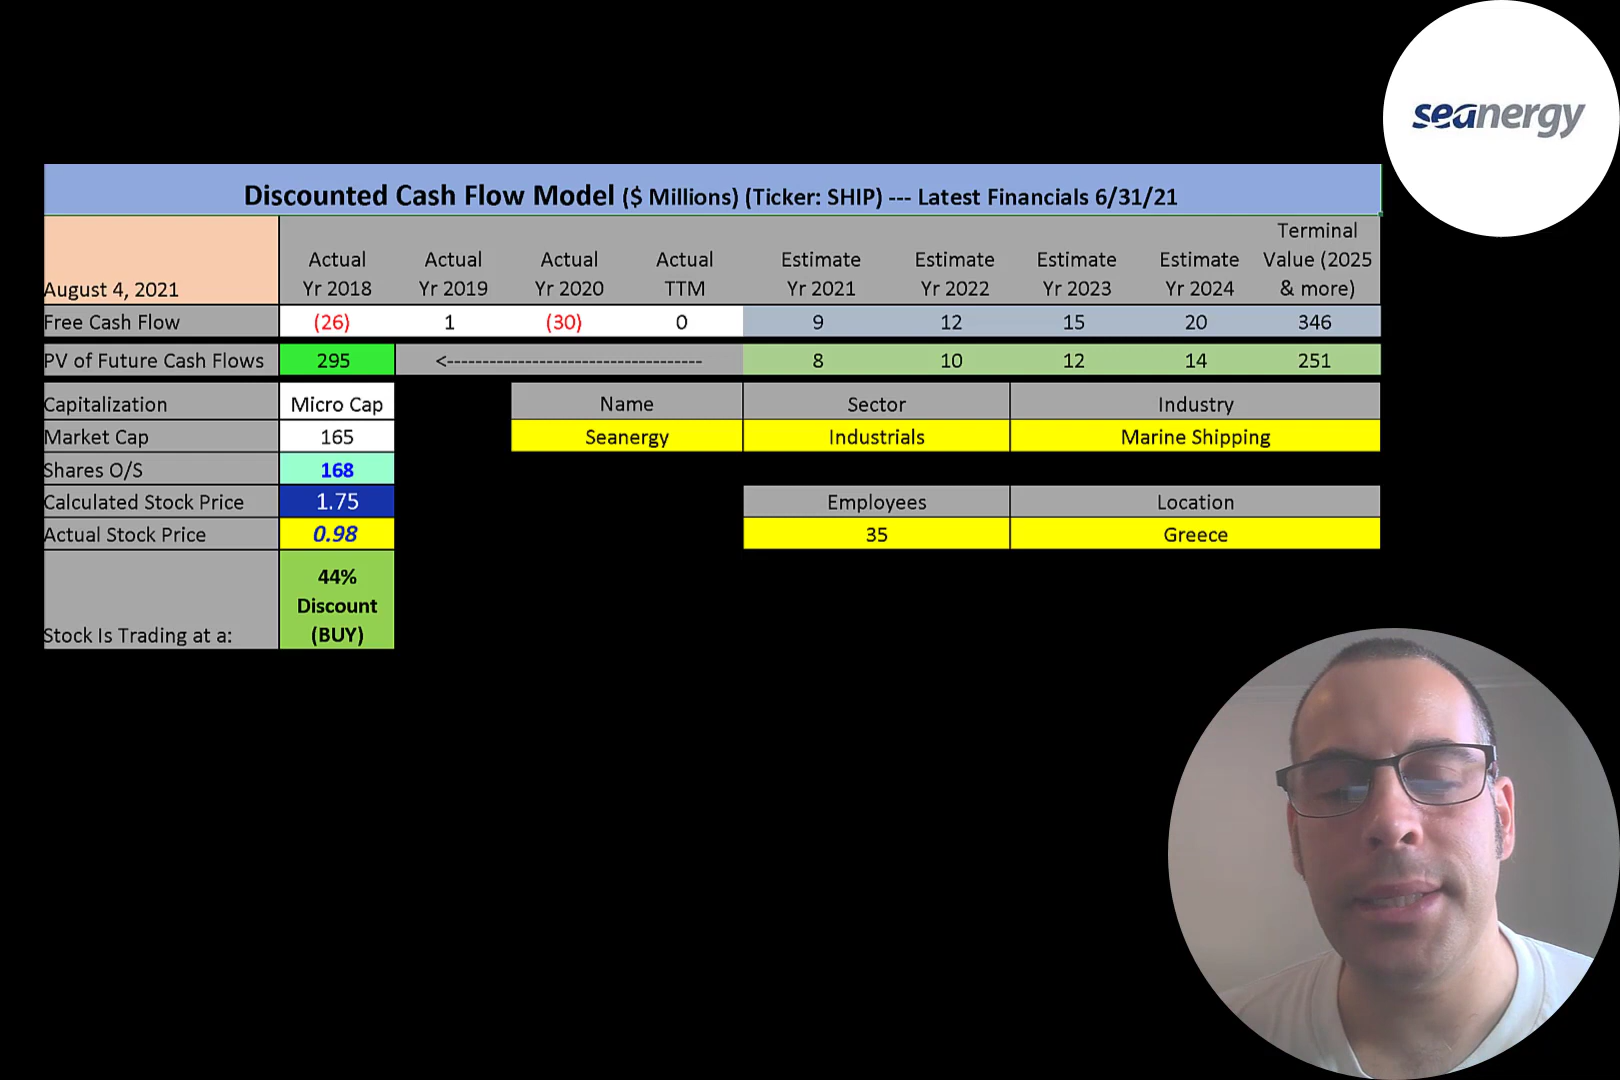 seanergy
Discounted Cash Flow Model ($ Millions) (Ticker: SHIP) --- Latest Financials 6/31/21
August 4, 2021 Actual Yr 2018 Actual Yr 2019 Actual Yr 2020 Actual TTM Estimate Yr 2021 Estimate Yr 2022 Estimate Yr 2023 Estimate Yr 2024 Terminal Value (2025 & more)
Free Cash Flow (26) 1 (30) 0 9 12 15 20 346
PV of Future Cash Flows 295 <------------------------------------ 8 10 12 14 251
Capitalization Micro Cap Name Sector Industry
Market Cap 165 Seanergy Industrials Marine Shipping
Shares O/S 168
Calculated Stock Price 1.75 Employees Location
Actual Stock Price 0.98 35 Greece
Stock Is Trading at a: 44% Discount (BUY)